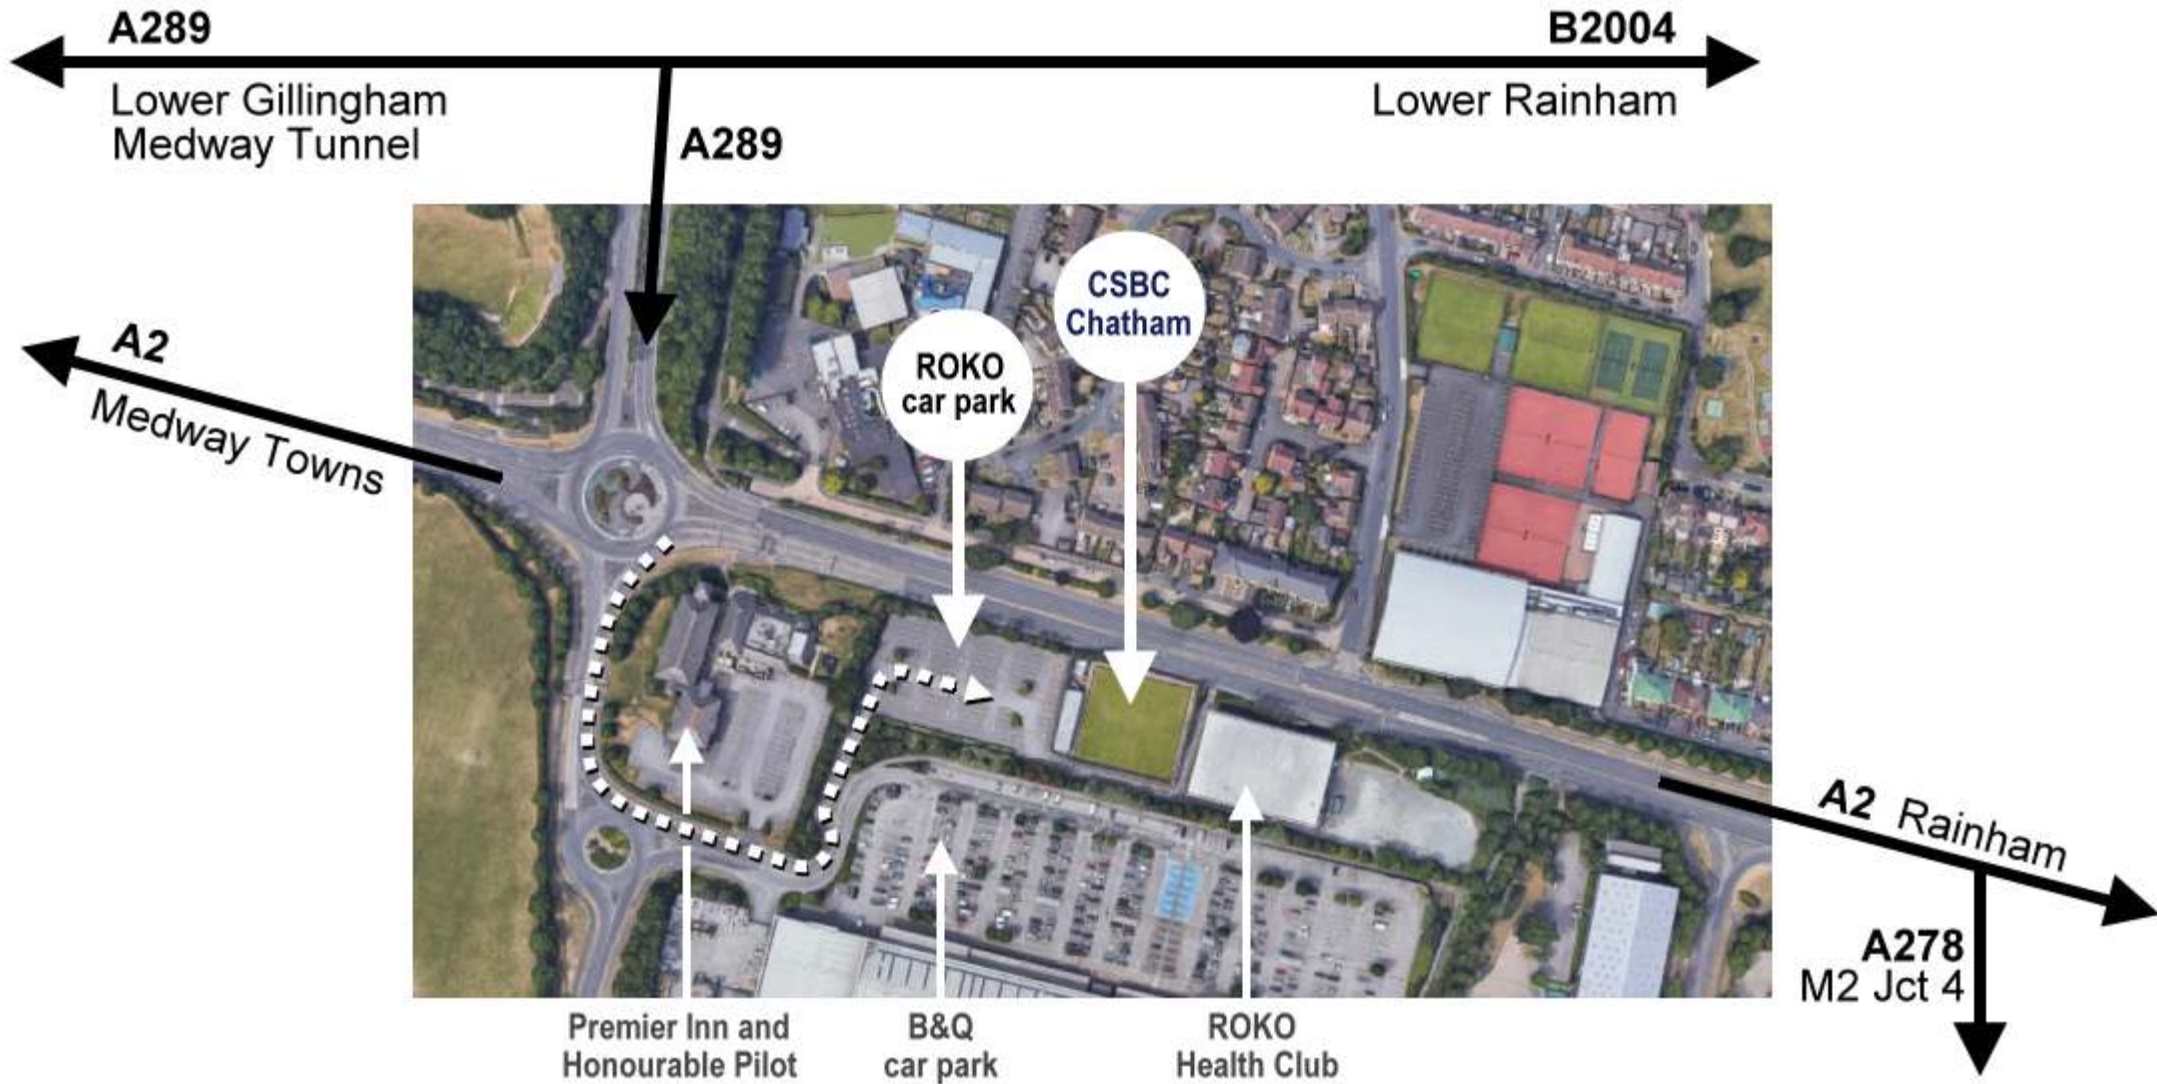 A289
B2004
Lower Gillingham
Medway Tunnel
Lower Rainham
A289
A2
Medway Towns
CSBC
Chatham
ROKO
car park
A2 Rainham
A278
M2 Jct 4
Premier Inn and
Honourable Pilot
B&Q
car park
ROKO
Health Club